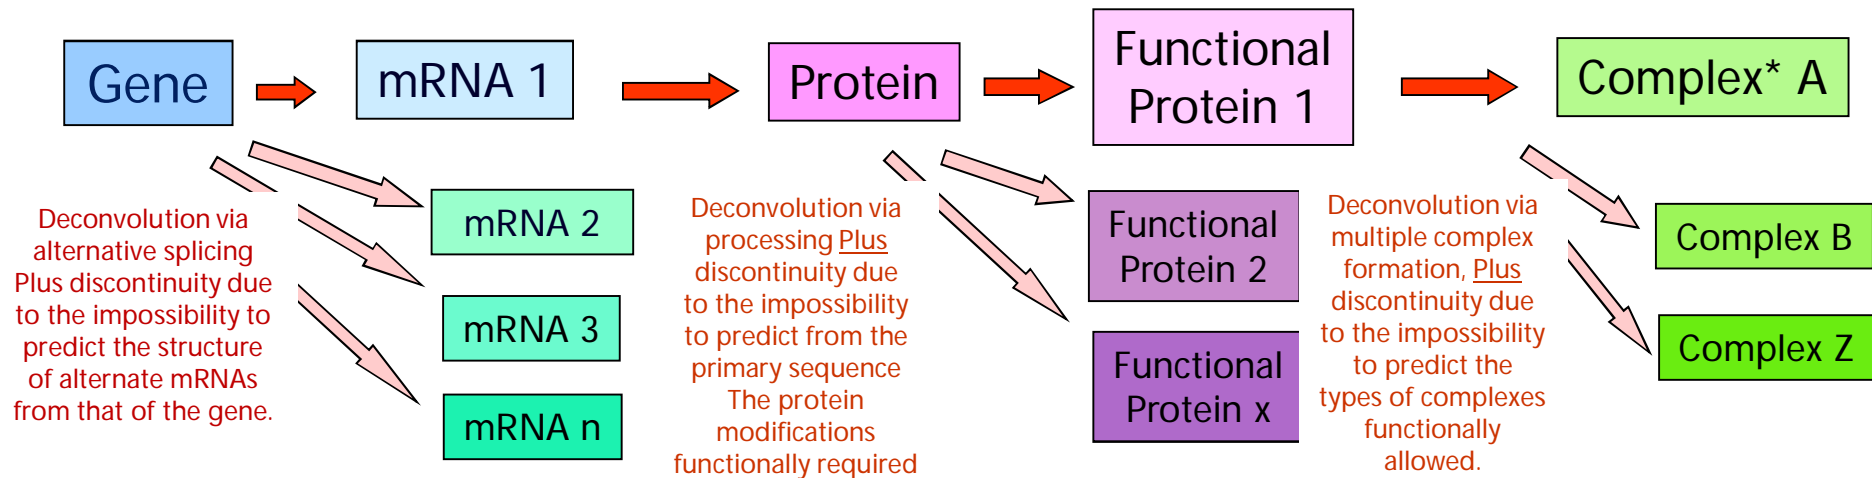 Gene
mRNA 1
Protein
Functional
Protein 1
Complex* A
Deconvolution via
alternative splicing
Plus discontinuity due
to the impossibility to
predict the structure
of alternate mRNAs
from that of the gene.
mRNA 2
mRNA 3
mRNA n
Deconvolution via
processing Plus
discontinuity due
to the impossibility
to predict from the
primary sequence
The protein
modifications
functionally required
Functional
Protein 2
Functional
Protein x
Deconvolution via
multiple complex
formation, Plus
discontinuity due
to the impossibility
to predict the
types of complexes
functionally
allowed.
Complex B
Complex Z